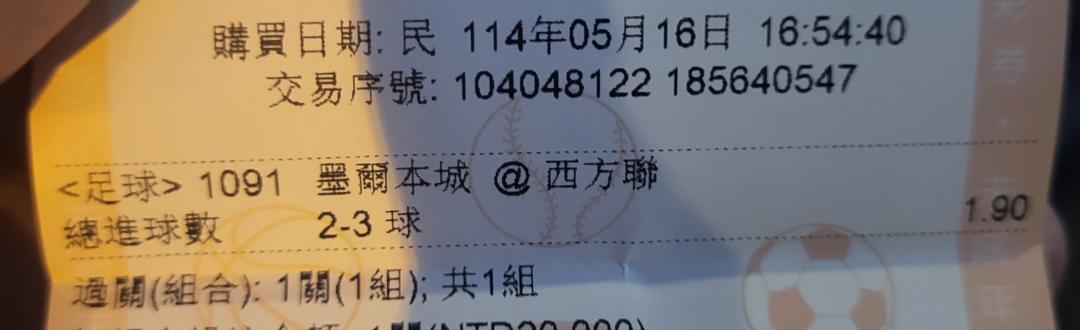 購買日期: 民 114年05月16日 16:54:40
交易序號: 104048122 185640547
<足球> 1091 墨爾本城 @ 西方聯
總進球數 2-3 球 1.90
過關(組合): 1關(1組); 共1組